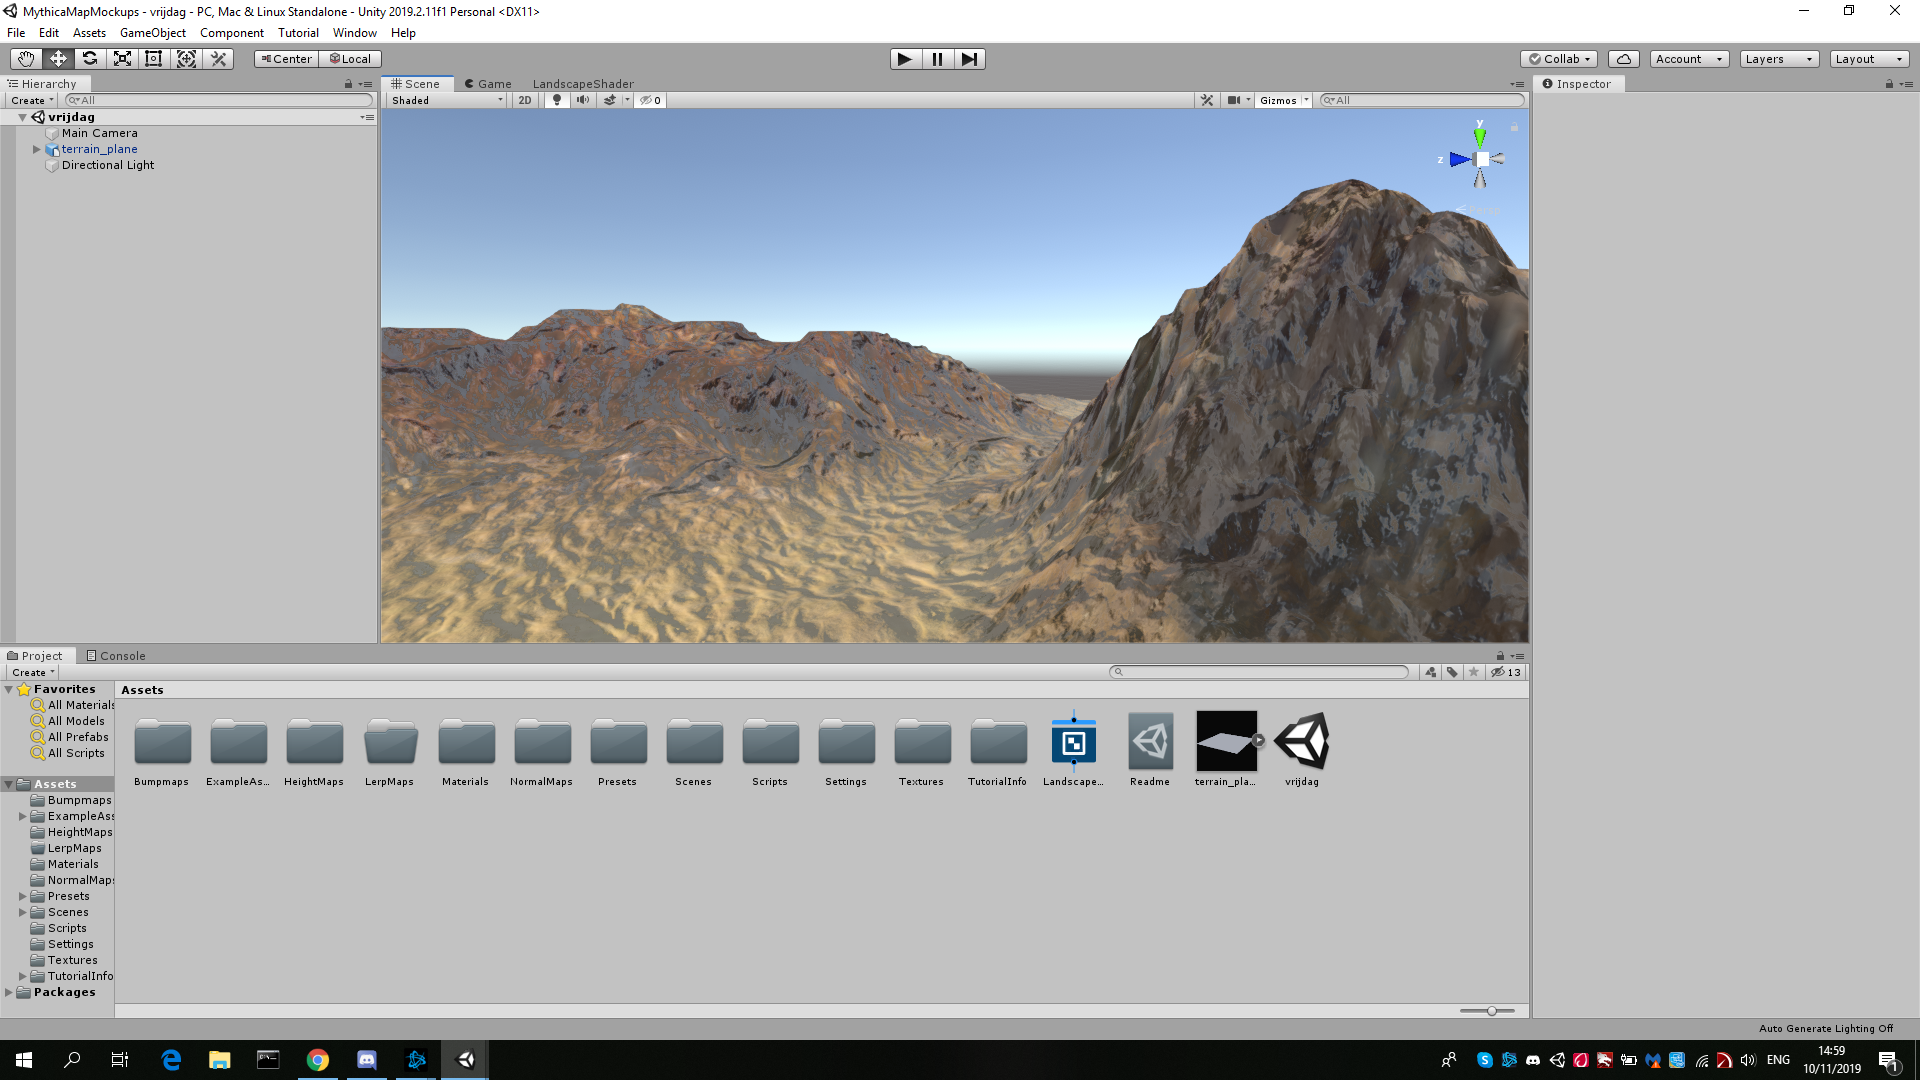 MythicaMapMockups - vrijdag - PC, Mac & Linux Standalone - Unity 2019.2.11f1 Personal <DX11>
File Edit Assets GameObject Component Tutorial Window Help
Center Local Collab Account Layers Layout
Hierarchy
Scene Game LandscapeShader
Inspector
Create All
Shaded 2D 0 Gizmos All
vrijdag
Main Camera
terrain_plane
Directional Light
y
z
Project Console
Create
13
Favorites
All Materials
All Models
All Prefabs
All Scripts
Assets
Bumpmaps
ExampleAss
HeightMaps
LerpMaps
Materials
NormalMaps
Presets
Scenes
Scripts
Settings
Textures
TutorialInfo
Packages
Assets
Bumpmaps ExampleAs... HeightMaps LerpMaps Materials NormalMaps Presets Scenes Scripts Settings Textures TutorialInfo Landscape... Readme terrain_pla... vrijdag
Auto Generate Lighting Off
ENG
14:59
10/11/2019
1